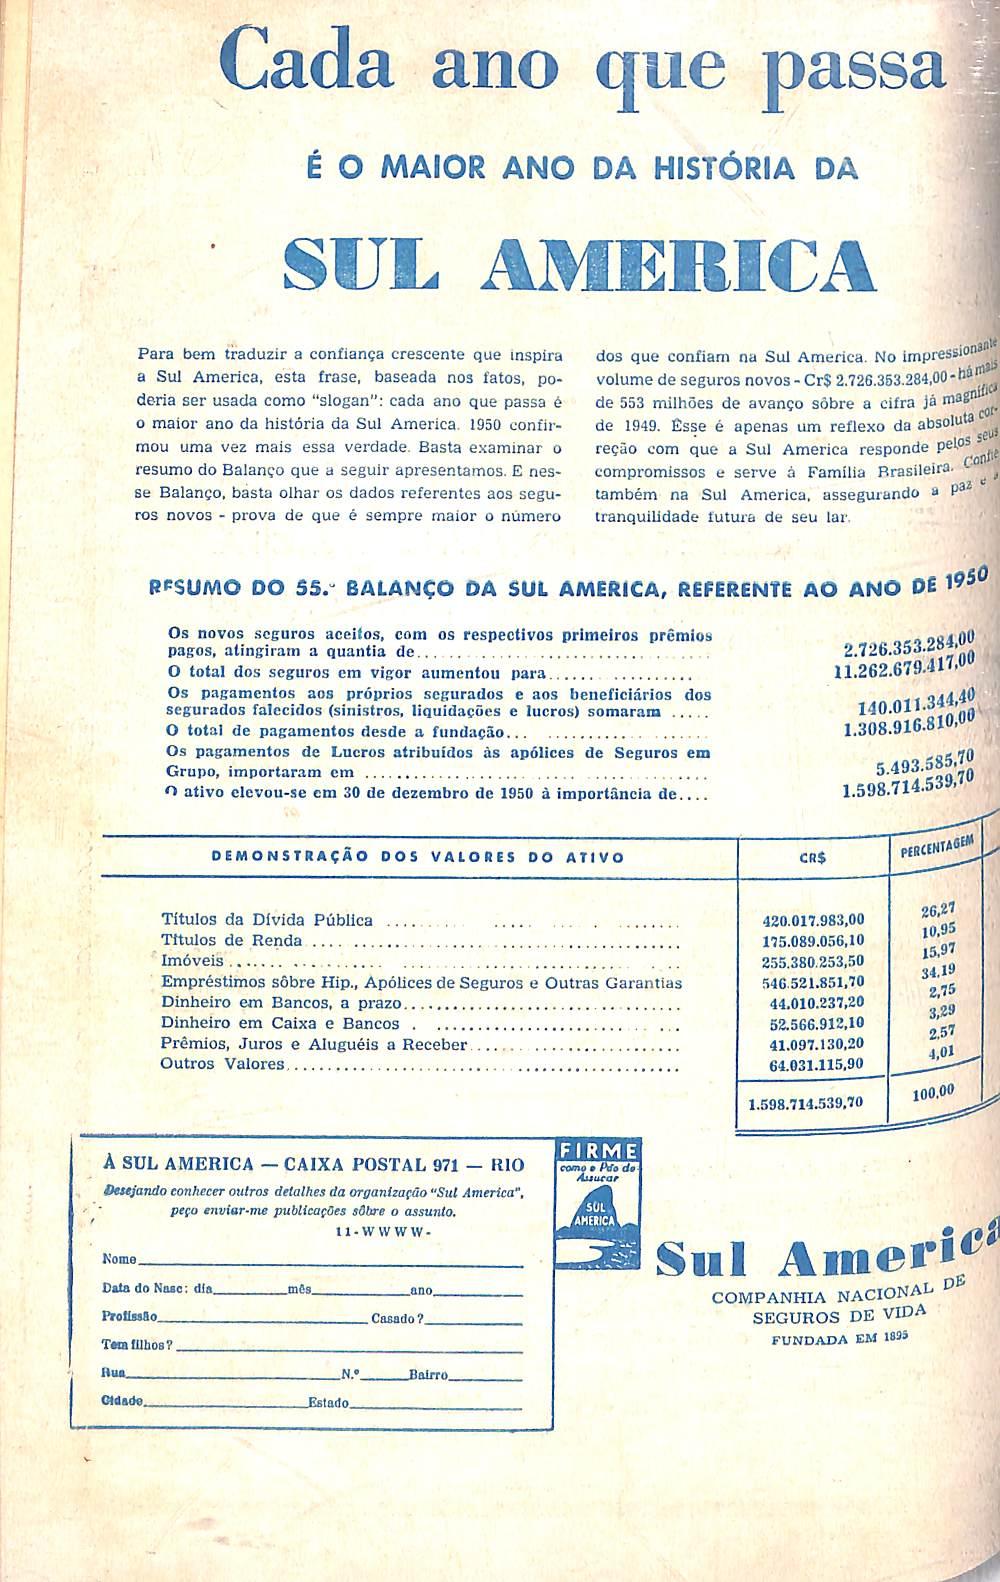 Cada ano que passa
É O MAIOR ANO DA HISTÓRIA DA
SUL AMERICA
Para bem traduzir a confiança crescente que inspira
a Sul America, esta frase, baseada nos fatos, po-
deria ser usada como "slogan": cada ano que passa é
o maior ano da história da Sul America. 1950 confir-
mou uma vez mais essa verdade. Basta examinar o
resumo do Balanço que a seguir apresentamos. E nes-
se Balanço, basta olhar os dados referentes aos segu-
ros novos - prova de que é sempre maior o número
dos que confiam na Sul America. No impressionante
volume de seguros novos - Cr$ 2.726.353.284,00 - há mais
de 553 milhões de avanço sôbre a cifra já magnífica
de 1949. Êsse é apenas um reflexo da absoluta cor-
reção com que a Sul America responde pelos seus
compromissos e serve à Família Brasileira. Confie
também na Sul America, assegurando a paz e a
tranquilidade futura de seu lar.
RESUMO DO 55.º BALANÇO DA SUL AMERICA, REFERENTE AO ANO DE 1950
Os novos seguros aceitos, com os respectivos primeiros prêmios
pagos, atingiram a quantia de.......... 2.726.353.284,00
O total dos seguros em vigor aumentou para.......... 11.262.679.417,00
Os pagamentos aos próprios segurados e aos beneficiários dos
segurados falecidos (sinistros, liquidações e lucros) somaram ..... 140.011.344,40
O total de pagamentos desde a fundação.......... 1.308.916.810,00
Os pagamentos de Lucros atribuídos às apólices de Seguros em
Grupo, importaram em .......... 5.493.585,70
O ativo elevou-se em 30 de dezembro de 1950 à importância de.... 1.598.714.539,70
DEMONSTRAÇÃO DOS VALORES DO ATIVO CR$ PERCENTAGEM
Títulos da Dívida Pública .......... 420.017.983,00 26,27
Títulos de Renda .......... 175.089.056,10 10,95
Imóveis .......... 255.380.253,50 15,97
Empréstimos sôbre Hip., Apólices de Seguros e Outras Garantias 546.521.851,70 34,19
Dinheiro em Bancos, a prazo.......... 44.010.237,20 2,75
Dinheiro em Caixa e Bancos .......... 52.566.912,10 3,29
Prêmios, Juros e Aluguéis a Receber.......... 41.097.130,20 2,57
Outros Valores.......... 64.031.115,90 4,01
1.598.714.539,70 100,00
À SUL AMERICA — CAIXA POSTAL 971 — RIO
Desejando conhecer outros detalhes da organização "Sul America",
peço enviar-me publicações sôbre o assunto.
11-WWWW-
Nome
Data do Nasc: dia mês ano
Profissão Casado?
Tem filhos?
Rua N.º Bairro
Cidade Estado
FIRME
como o Pão de
Assucar
SUL
AMERICA
Sul America
COMPANHIA NACIONAL DE
SEGUROS DE VIDA
FUNDADA EM 1895